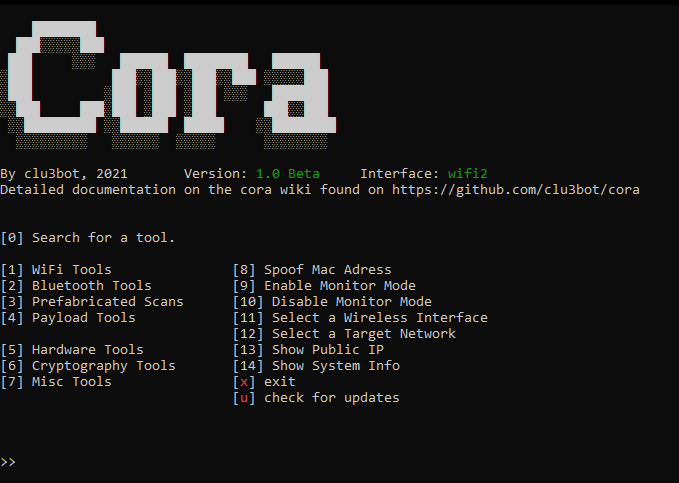 Cora
By clu3bot, 2021 Version: 1.0 Beta Interface: wifi2
Detailed documentation on the cora wiki found on https://github.com/clu3bot/cora
[0] Search for a tool.
[1] WiFi Tools [8] Spoof Mac Adress
[2] Bluetooth Tools [9] Enable Monitor Mode
[3] Prefabricated Scans [10] Disable Monitor Mode
[4] Payload Tools [11] Select a Wireless Interface
[12] Select a Target Network
[5] Hardware Tools [13] Show Public IP
[6] Cryptography Tools [14] Show System Info
[7] Misc Tools [x] exit
[u] check for updates
>>